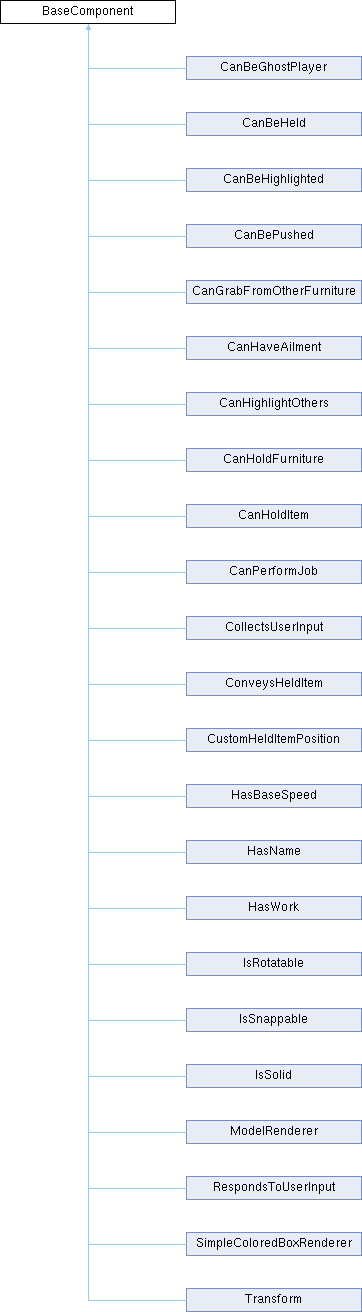 BaseComponent
CanBeGhostPlayer
CanBeHeld
CanBeHighlighted
CanBePushed
CanGrabFromOtherFurniture
CanHaveAilment
CanHighlightOthers
CanHoldFurniture
CanHoldItem
CanPerformJob
CollectsUserInput
ConveysHeldItem
CustomHeldItemPosition
HasBaseSpeed
HasName
HasWork
IsRotatable
IsSnappable
IsSolid
ModelRenderer
RespondsToUserInput
SimpleColoredBoxRenderer
Transform